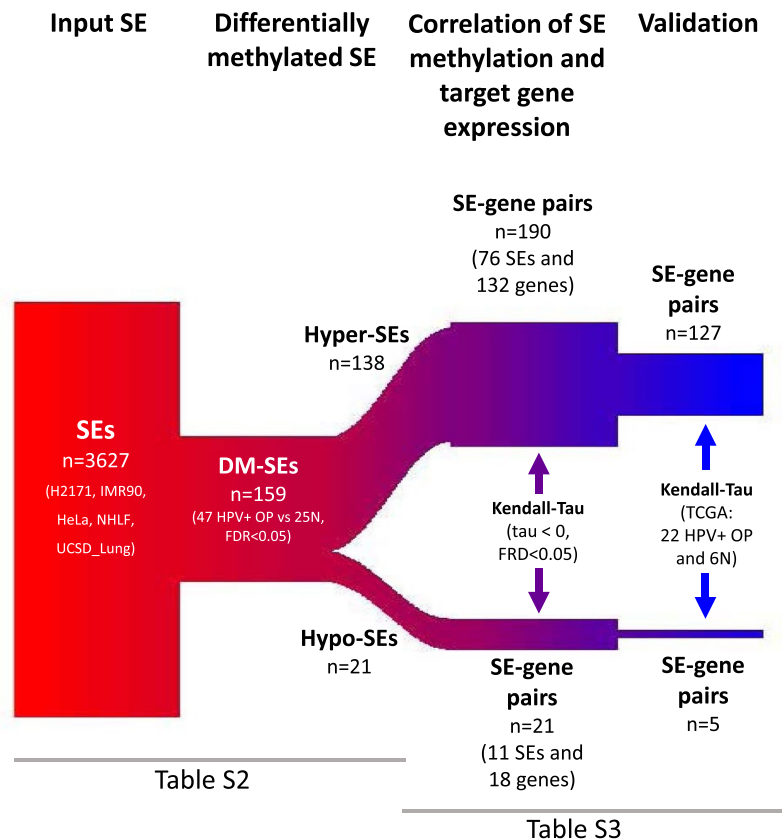 Input SE
Differentially
methylated SE
Correlation of SE
methylation and
target gene
expression
Validation
SE-gene pairs
n=190
(76 SEs and
132 genes)
SE-gene
pairs
n=127
Hyper-SEs
n=138
SEs
n=3627
(H2171, IMR90,
HeLa, NHLF,
UCSD_Lung)
DM-SEs
n=159
(47 HPV+ OP vs 25N,
FDR<0.05)
Kendall-Tau
(tau < 0,
FRD<0.05)
Kendall-Tau
(TCGA:
22 HPV+ OP
and 6N)
Hypo-SEs
n=21
SE-gene
pairs
n=21
(11 SEs and
18 genes)
SE-gene
pairs
n=5
Table S2
Table S3